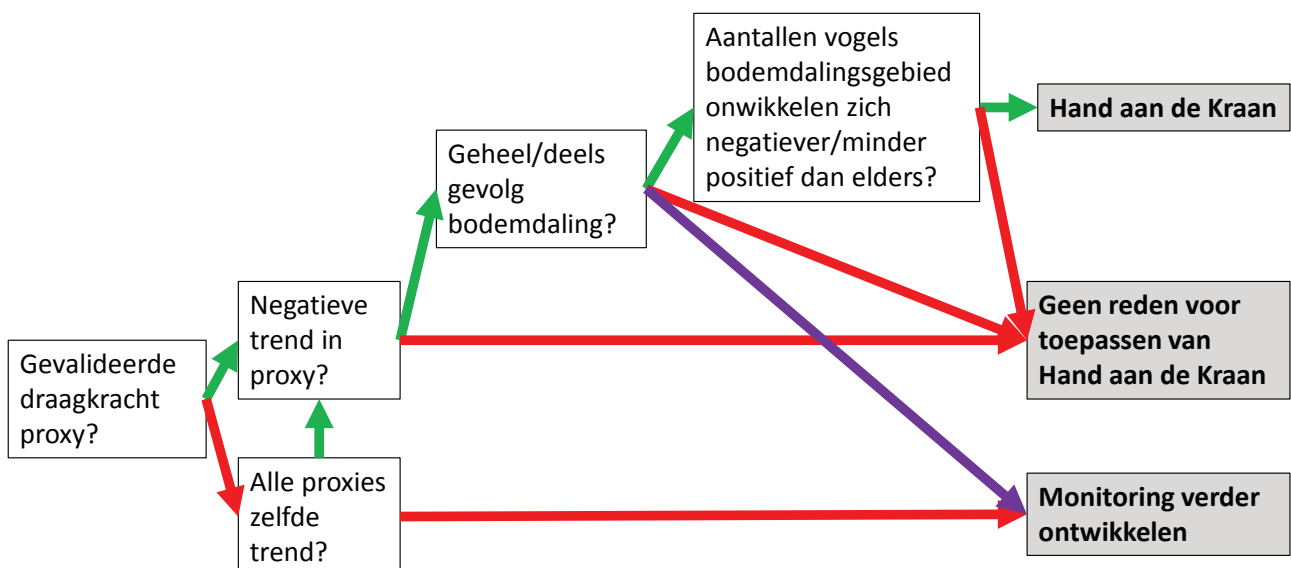 Gevalideerde
draagkracht
proxy?
Negatieve
trend in
proxy?
Alle proxies
zelfde
trend?
Geheel/deels
gevolg
bodemdaling?
Aantallen vogels
bodemdalingsgebied
onwikkelen zich
negatiever/minder
positief dan elders?
Hand aan de Kraan
Geen reden voor
toepassen van
Hand aan de Kraan
Monitoring verder
ontwikkelen